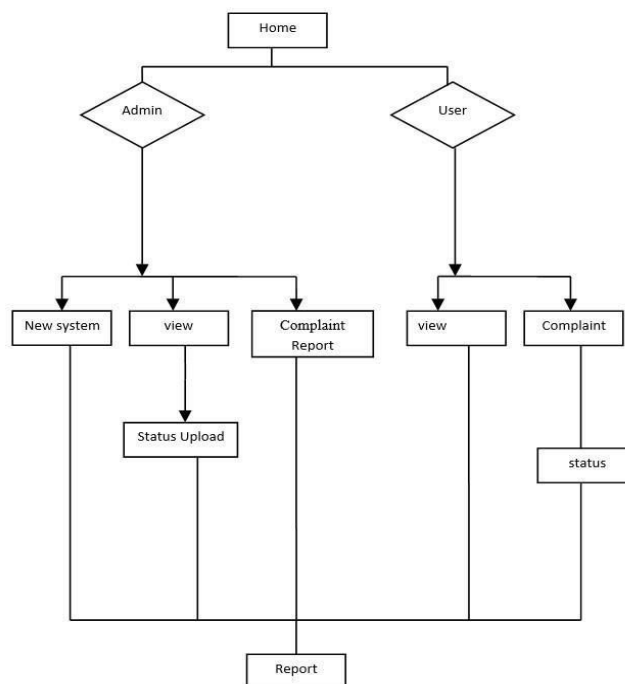 Home
Admin
User
New system
view
Complaint
Report
view
Complaint
Status Upload
status
Report